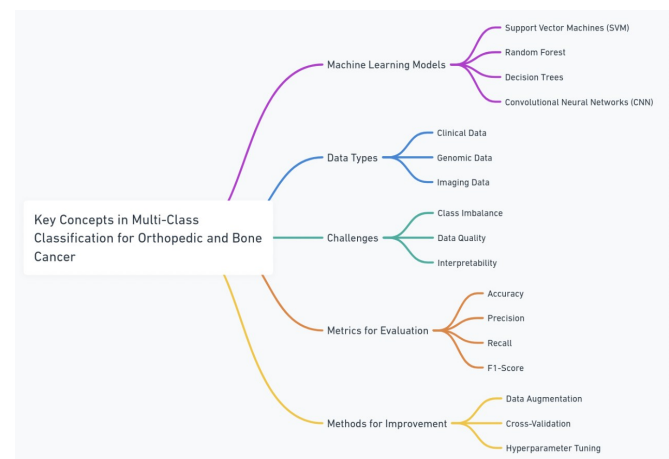 Key Concepts in Multi-Class
Classification for Orthopedic and Bone
Cancer
Machine Learning Models
Support Vector Machines (SVM)
Random Forest
Decision Trees
Convolutional Neural Networks (CNN)
Data Types
Clinical Data
Genomic Data
Imaging Data
Challenges
Class Imbalance
Data Quality
Interpretability
Metrics for Evaluation
Accuracy
Precision
Recall
F1-Score
Methods for Improvement
Data Augmentation
Cross-Validation
Hyperparameter Tuning